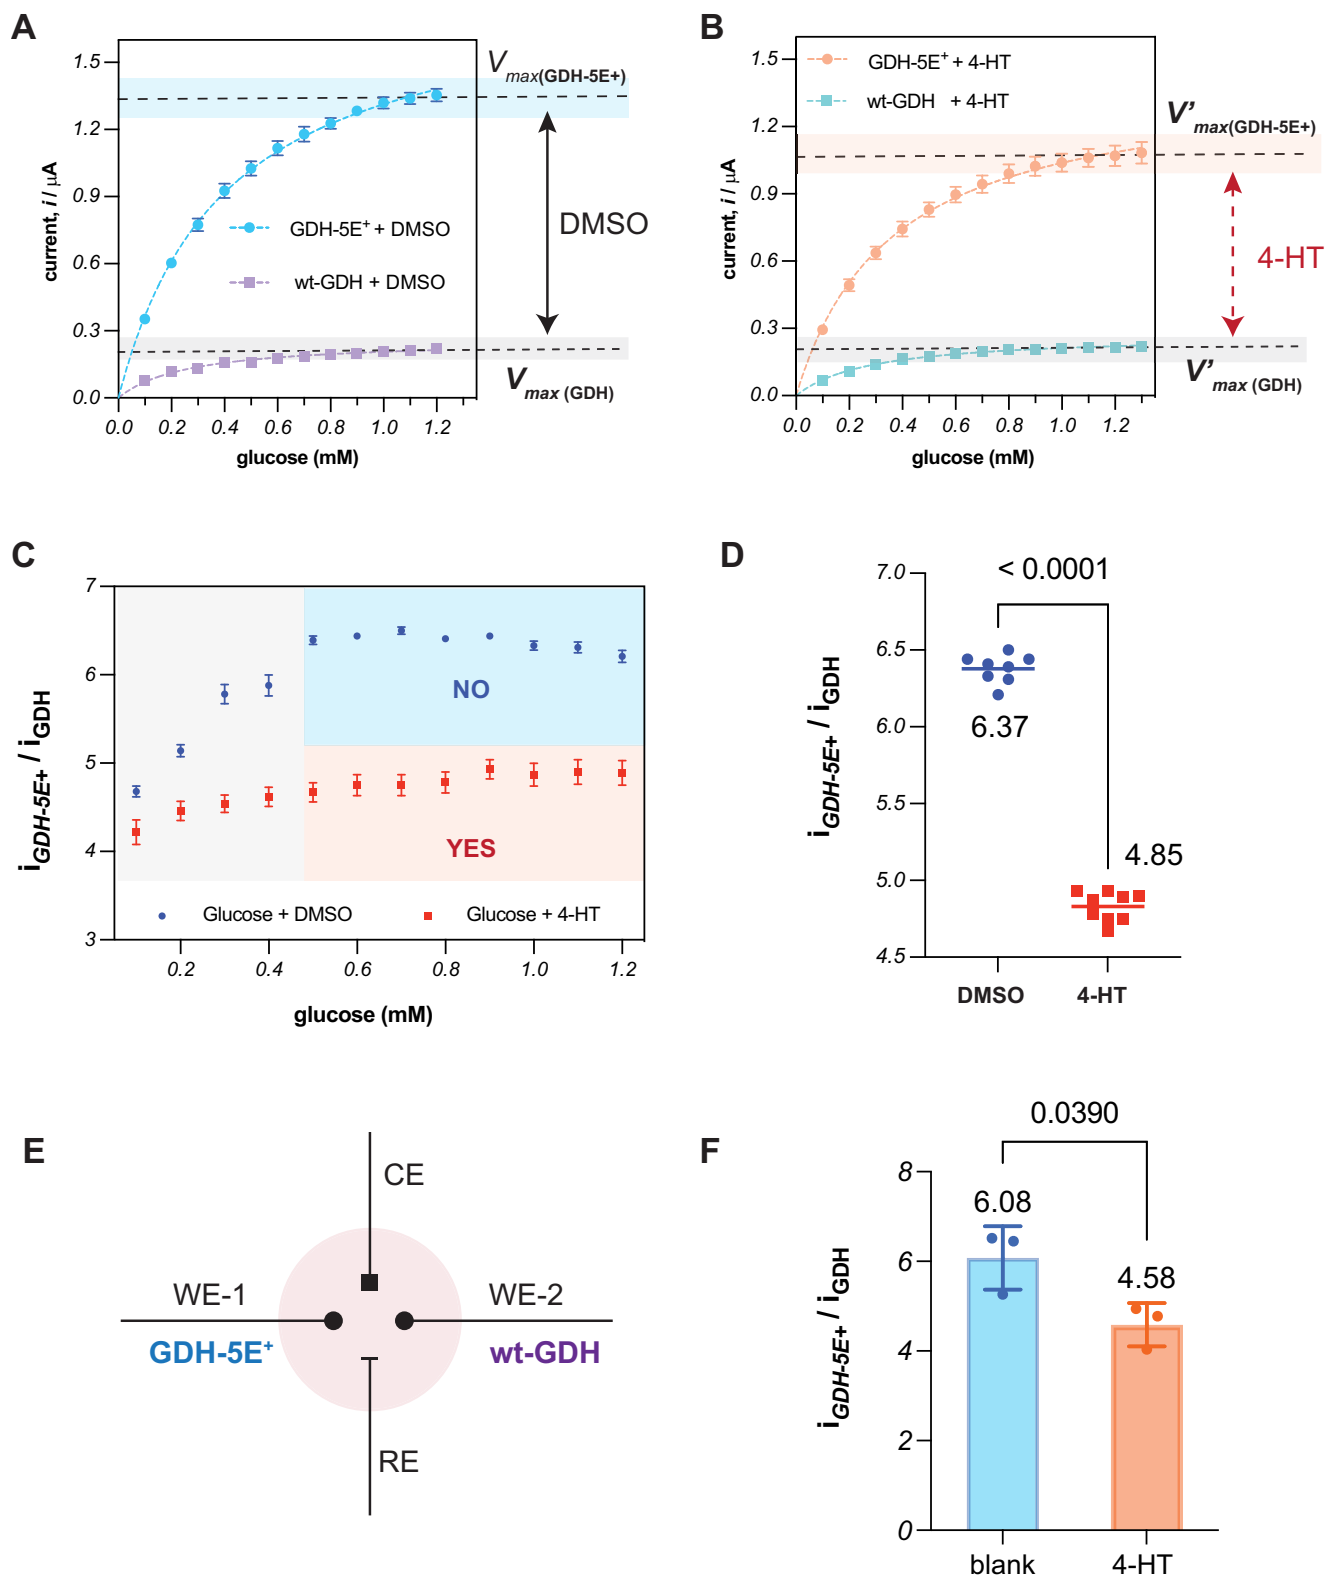 A
1.5
1.2
0.9
0.6
0.3
0.0
current, i / μA
0.0 0.2 0.4 0.6 0.8 1.0 1.2
glucose (mM)
GDH-5E+ + DMSO
wt-GDH + DMSO
Vmax(GDH-5E+)
DMSO
Vmax (GDH)
B
1.5
1.2
0.9
0.6
0.3
0.0
current, i / μA
0.0 0.2 0.4 0.6 0.8 1.0 1.2
glucose (mM)
GDH-5E+ + 4-HT
wt-GDH + 4-HT
V'max(GDH-5E+)
4-HT
V'max (GDH)
C
7
6
5
4
3
iGDH-5E+ / iGDH
NO
YES
Glucose + DMSO
Glucose + 4-HT
0.2 0.4 0.6 0.8 1.0 1.2
glucose (mM)
D
< 0.0001
7.0
6.5
6.0
5.5
5.0
4.5
iGDH-5E+ / iGDH
6.37
4.85
DMSO 4-HT
E
CE
WE-1
GDH-5E+
WE-2
wt-GDH
RE
F
0.0390
8
6
4
2
0
iGDH-5E+ / iGDH
6.08
4.58
blank 4-HT